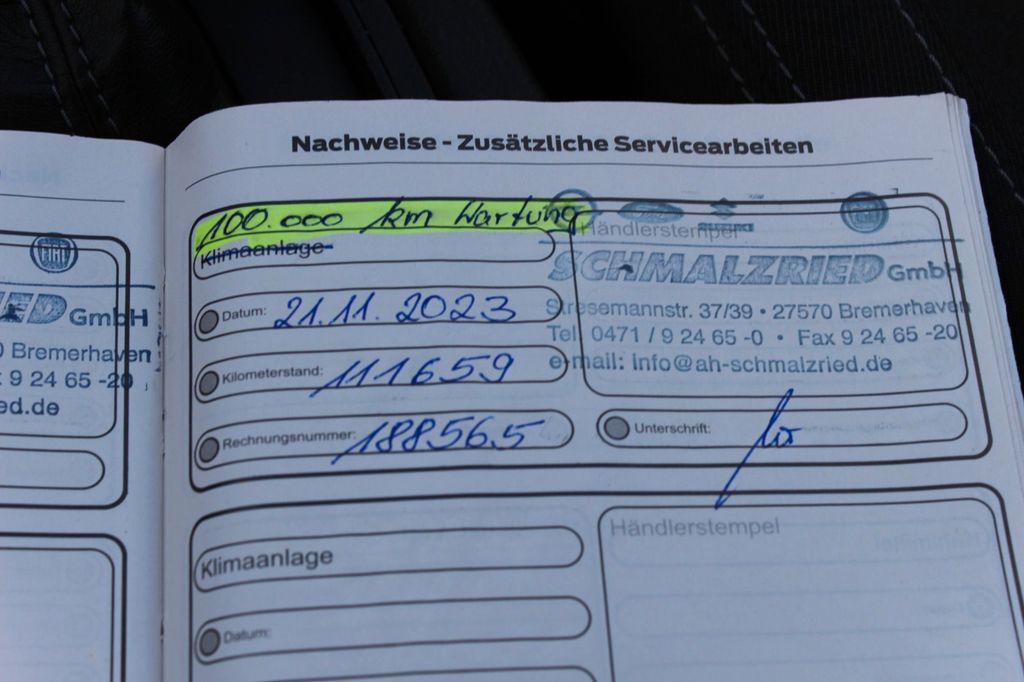 Nachweise - Zusätzliche Servicearbeiten
100.000 km Wartung
Klimaanlage
Händlerstempel
SCHMALZRIED GmbH
Stresemannstr. 37/39 • 27570 Bremerhaven
Tel. 0471 / 9 24 65 -0 • Fax 9 24 65 -20
e-mail: Info@ah-schmalzried.de
Datum: 21.11.2023
Kilometerstand: 111659
Rechnungsnummer: 188565
Unterschrift:
Klimaanlage
Händlerstempel
Datum:
FIAT
IED GmbH
0 Bremerhaven
9 24 65 -20
ed.de